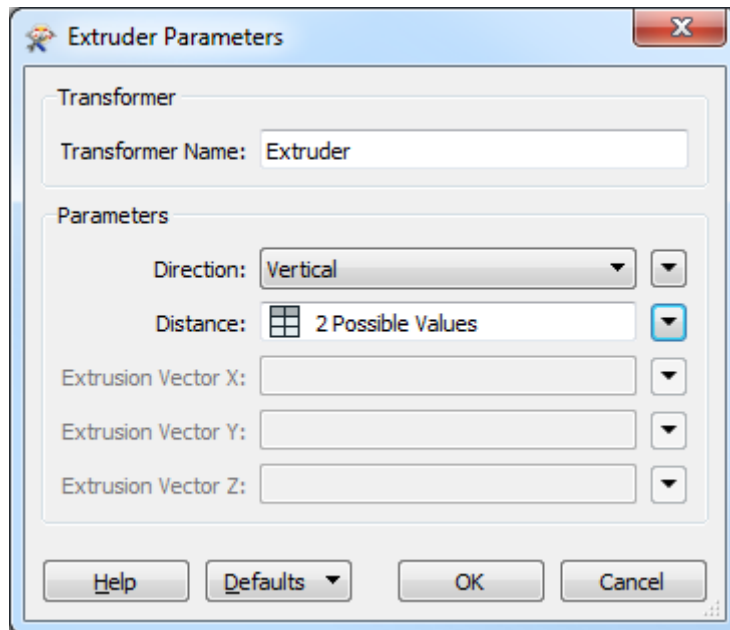 Extruder Parameters
Transformer
Transformer Name: Extruder
Parameters
Direction: Vertical
Distance: 2 Possible Values
Extrusion Vector X:
Extrusion Vector Y:
Extrusion Vector Z:
Help Defaults OK Cancel